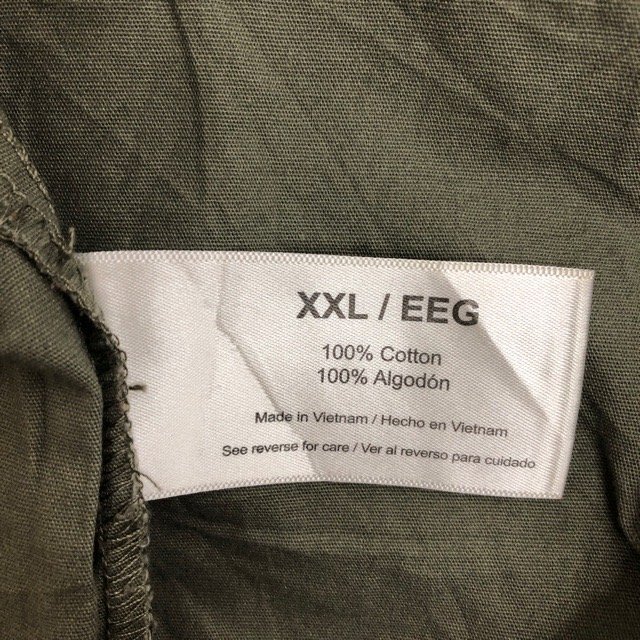 XXL / EEG
100% Cotton
100% Algodón
Made in Vietnam / Hecho en Vietnam
See reverse for care / Ver al reverso para cuidado